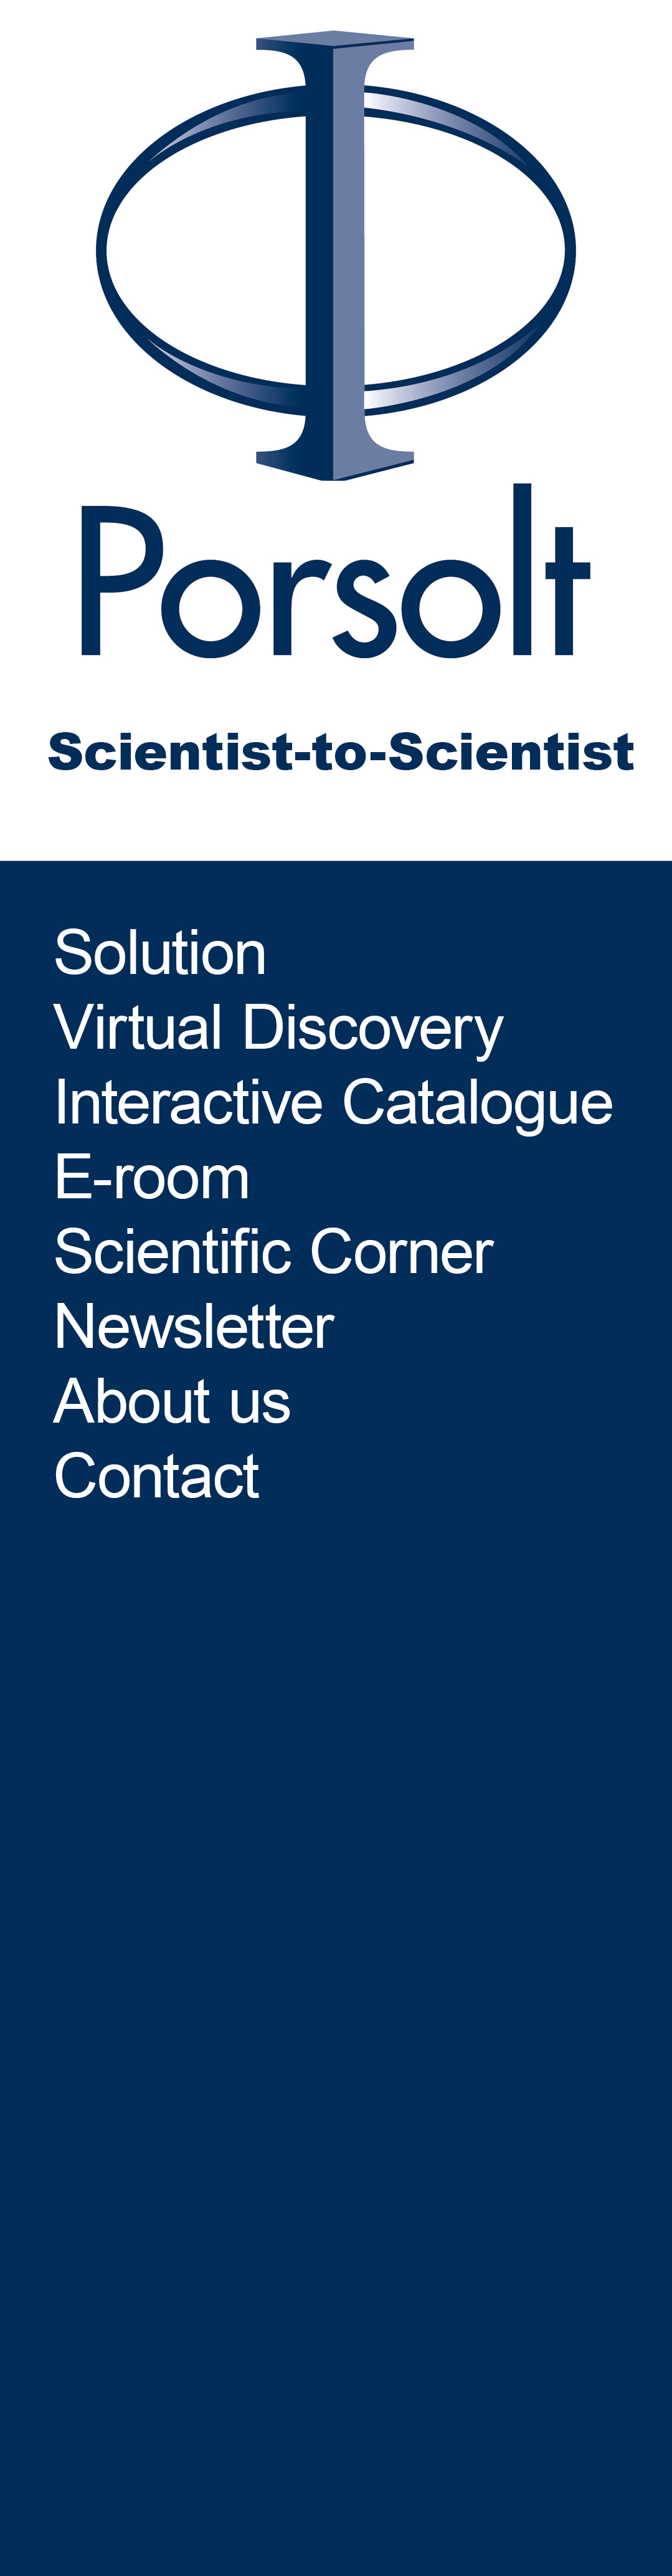 Porsolt
Scientist-to-Scientist
Solution
Virtual Discovery
Interactive Catalogue
E-room
Scientific Corner
Newsletter
About us
Contact